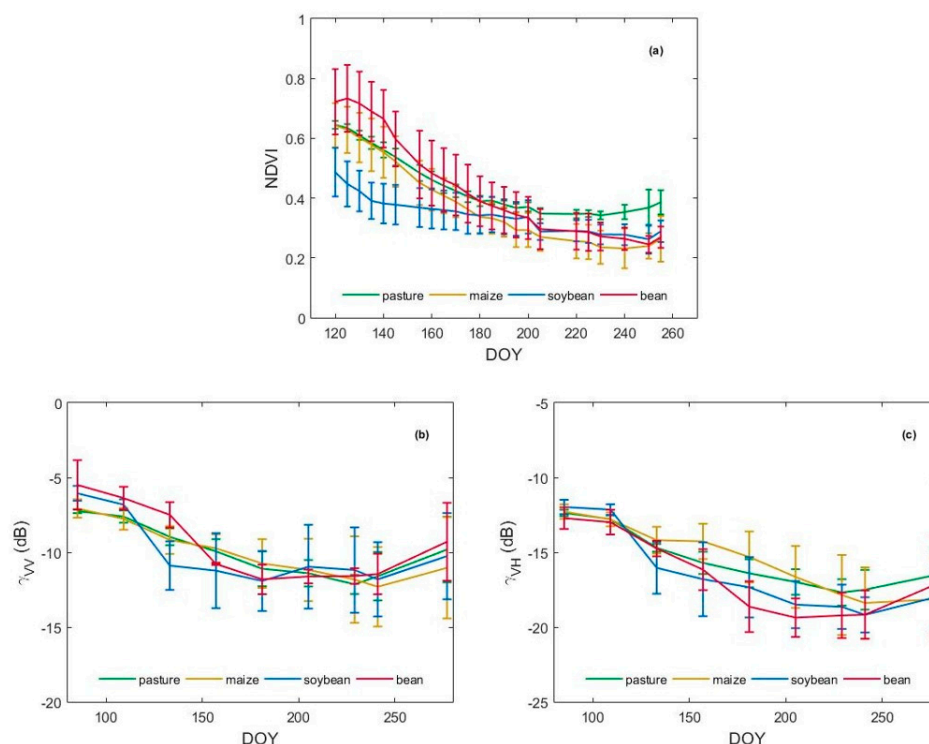 1
(a)
0.8
0.6
NDVI
0.4
0.2
pasture maize soybean bean
0
120 140 160 180 200 220 240 260
DOY
0
(b)
-5
γVV (dB)
-10
-15
pasture maize soybean bean
-20
100 150 200 250
DOY
-5
(c)
-10
γVH (dB)
-15
-20
pasture maize soybean bean
-25
100 150 200 250
DOY